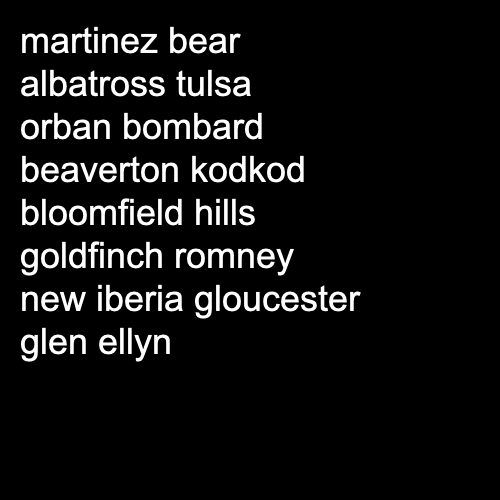 martinez bear
albatross tulsa
orban bombard
beaverton kodkod
bloomfield hills
goldfinch romney
new iberia gloucester
glen ellyn